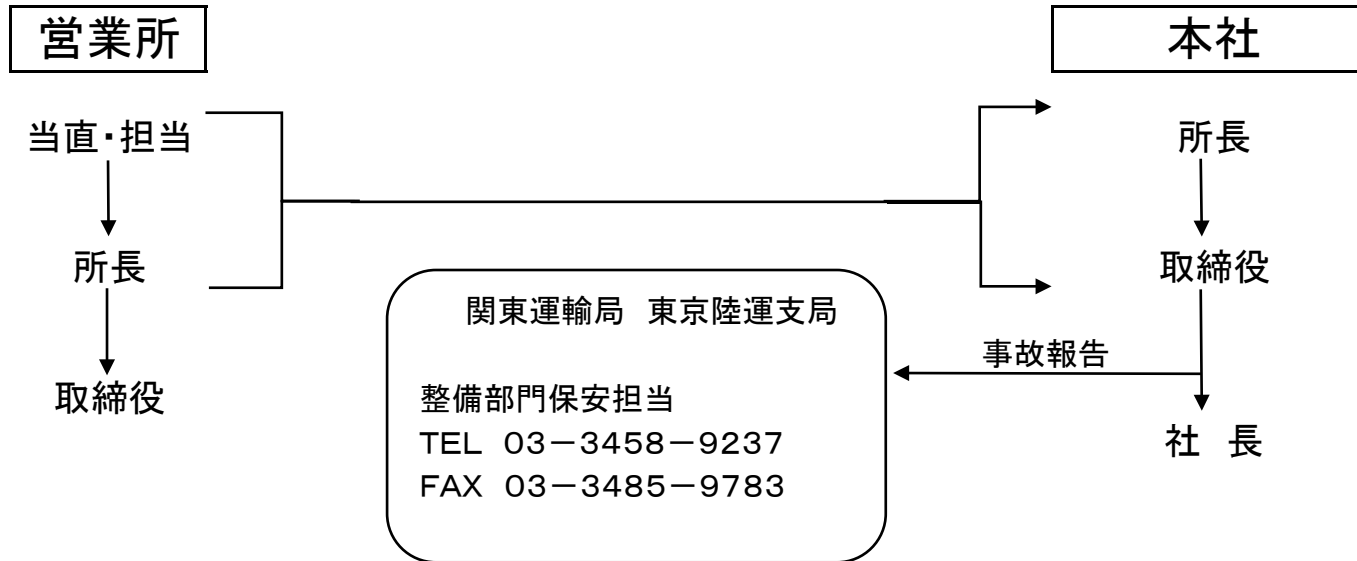 営業所
本社
当直・担当
所長
所長
取締役
取締役
社　長
事故報告
関東運輸局　東京陸運支局
整備部門保安担当
TEL　03－3458－9237
FAX　03－3485－9783